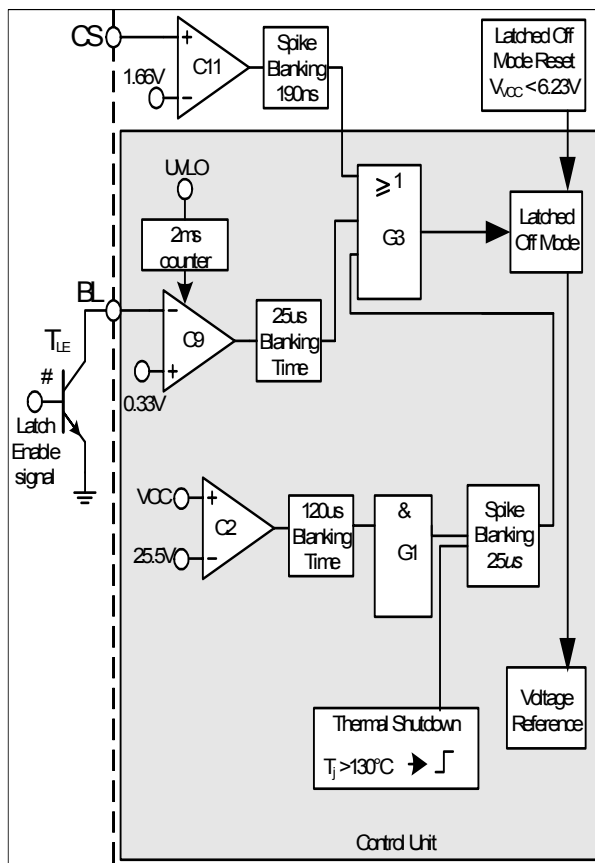 CS
+
C11
1.66V
−
Spike
Blanking
190ns
Latched Off
Mode Reset
VVCC < 6.23V
UVLO
2ms
counter
≥ 1
G3
Latched
Off Mode
BL
−
C9
+
0.33V
25us
Blanking
Time
TLE
#
Latch
Enable
signal
VCC
+
C2
25.5V
−
120us
Blanking
Time
&
G1
Spike
Blanking
25us
Voltage
Reference
Thermal Shutdown
Tj >130°C
Control Unit